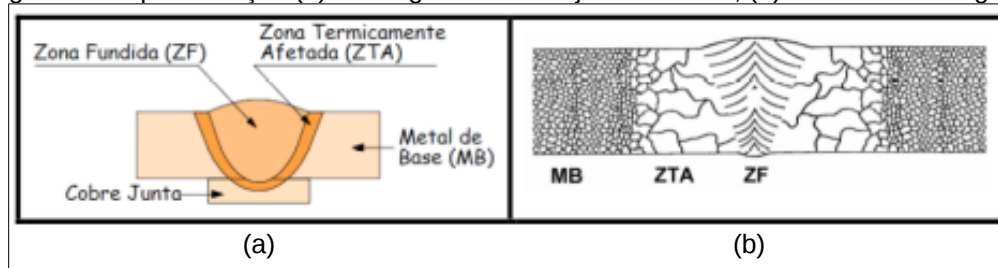 Zona Fundida (ZF)
Zona Termicamente
Afetada (ZTA)
Metal de
Base (MB)
Cobre Junta
MB
ZTA
ZF
(a)
(b)